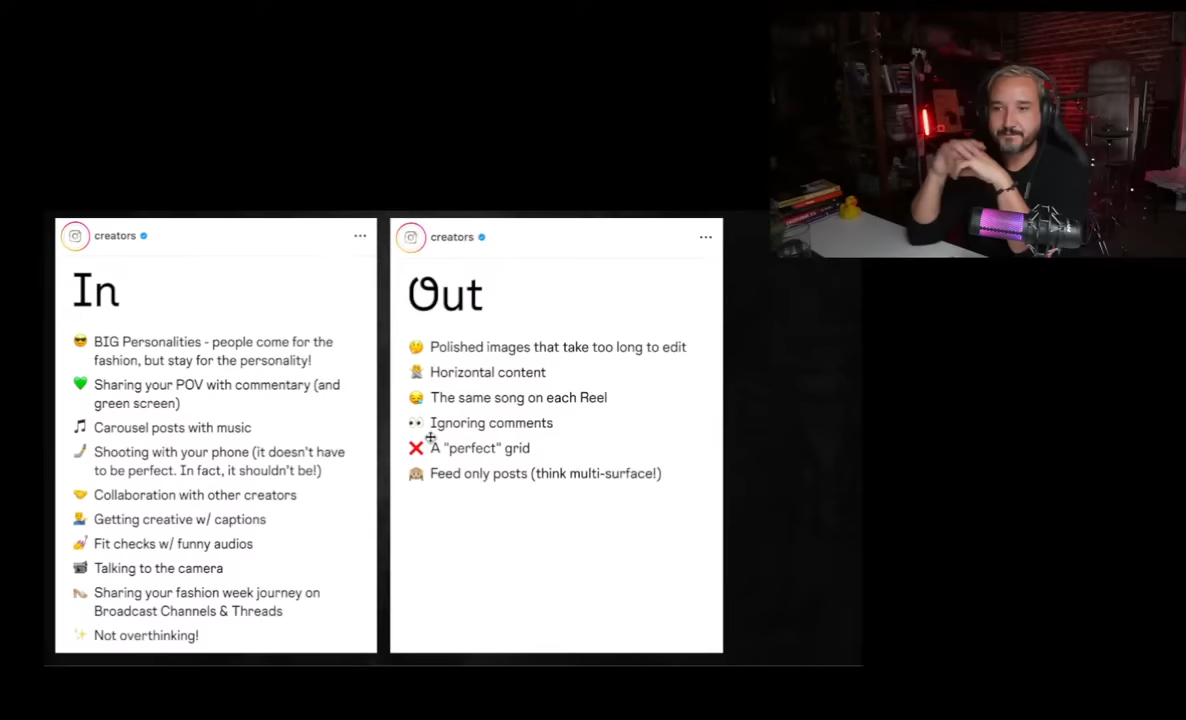 creators
In
BIG Personalities - people come for the
fashion, but stay for the personality!
Sharing your POV with commentary (and
green screen)
Carousel posts with music
Shooting with your phone (it doesn't have
to be perfect. In fact, it shouldn't be!)
Collaboration with other creators
Getting creative w/ captions
Fit checks w/ funny audios
Talking to the camera
Sharing your fashion week journey on
Broadcast Channels & Threads
Not overthinking!
creators
Out
Polished images that take too long to edit
Horizontal content
The same song on each Reel
Ignoring comments
A "perfect" grid
Feed only posts (think multi-surface!)